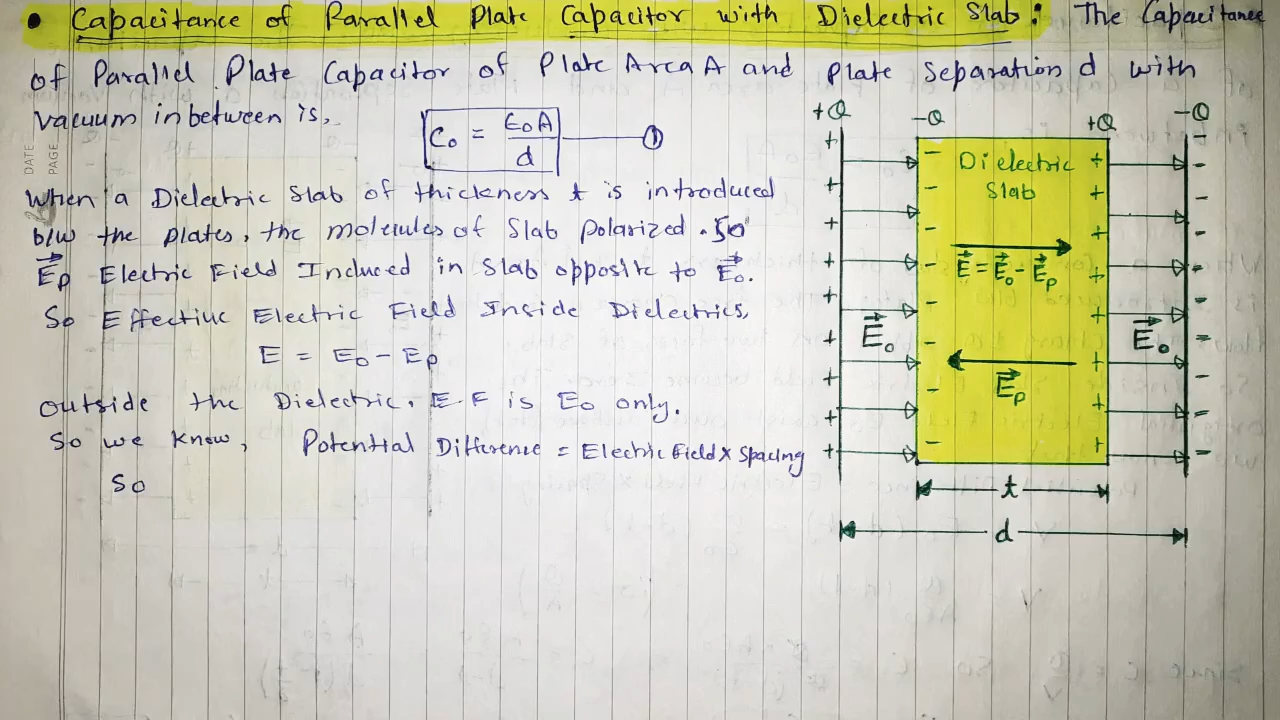 • Capacitance of Parallel Plate Capacitor with Dielectric Slab: The Capacitance
of Parallel Plate Capacitor of Plate Area A and Plate Separation d with
vacuum inbetween is,
C₀ = ε₀A/d ①
DATE
PAGE
When a Dielectric Slab of thickness t is introduced
b/w the plates, the molecules of Slab Polarized. So
E⃗p Electric Field Induced in Slab opposite to E⃗₀.
So Effective Electric Field Inside Dielectrics,
E = E₀ - Ep
outside the Dielectric, E.F is E₀ only.
So we know, Potential Difference = Electric Field × Spacing
So
+Q -Q +Q -Q
Dielectric
Slab
E⃗ = E⃗₀ - E⃗p
E⃗₀ E⃗₀
E⃗p
t
d